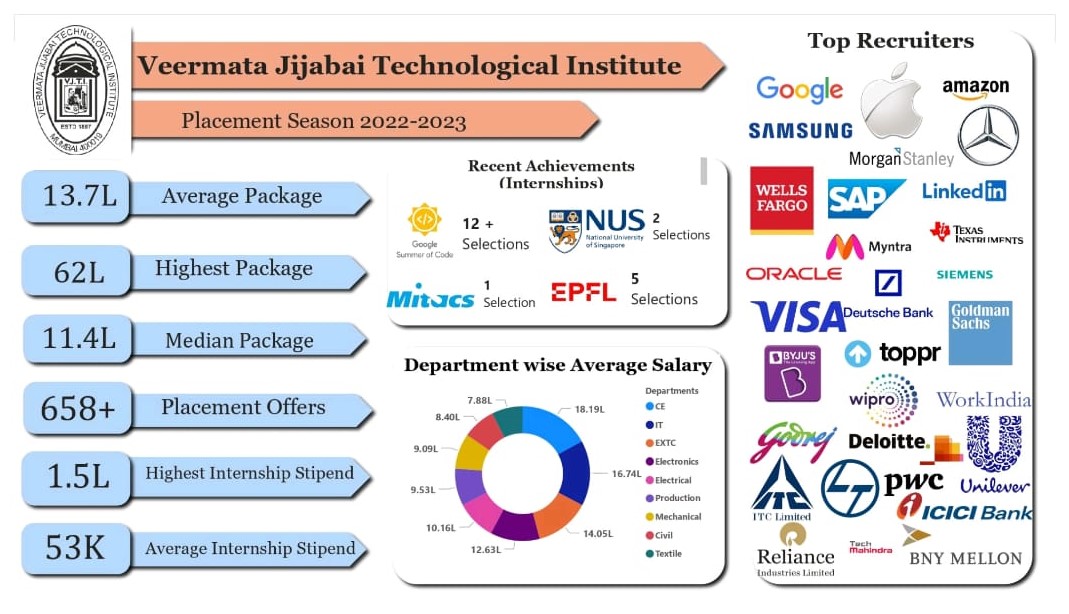 VEERMATA JIJABAI TECHNOLOGICAL INSTITUTE
V.J.T.I.
ESTD 1887
MUMBAI 400019
Veermata Jijabai Technological Institute
Placement Season 2022-2023
13.7L
Average Package
62L
Highest Package
11.4L
Median Package
658+
Placement Offers
1.5L
Highest Internship Stipend
53K
Average Internship Stipend
Recent Achievements
(Internships)
Google
Summer of Code
12 +
Selections
NUS
National University
of Singapore
2
Selections
Mitacs
1
Selection
EPFL
5
Selections
Department wise Average Salary
18.19L
16.74L
14.05L
12.63L
10.16L
9.53L
9.09L
8.40L
7.88L
Departments
CE
IT
EXTC
Electronics
Electrical
Production
Mechanical
Civil
Textile
Top Recruiters
Google
amazon
SAMSUNG
Morgan Stanley
WELLS
FARGO
SAP
Linked in
TEXAS
INSTRUMENTS
Myntra
ORACLE
SIEMENS
VISA
Deutsche Bank
Goldman
Sachs
BYJU'S
The Learning App
B
toppr
wipro
WorkIndia
Godrej
Deloitte.
pwc
Unilever
ITC Limited
LT
ICICI Bank
Reliance
Industries Limited
Tech
Mahindra
BNY MELLON